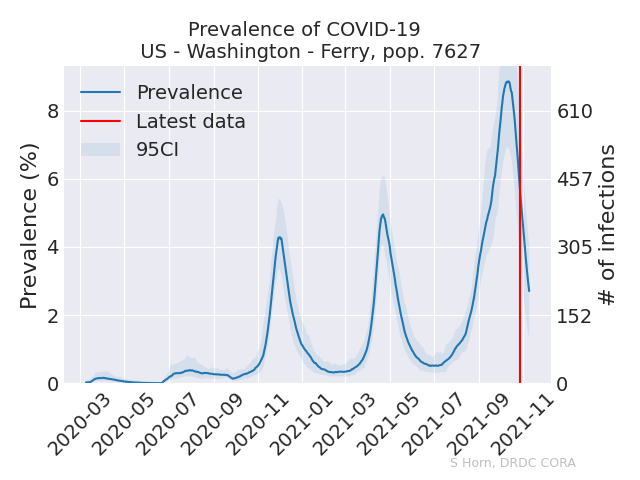 Prevalence of COVID-19
US - Washington - Ferry, pop. 7627
Prevalence
Latest data
95CI
Prevalence (%)
8
6
4
2
0
# of infections
610
457
305
152
0
2020-03
2020-05
2020-07
2020-09
2020-11
2021-01
2021-03
2021-05
2021-07
2021-09
2021-11
S Horn, DRDC CORA